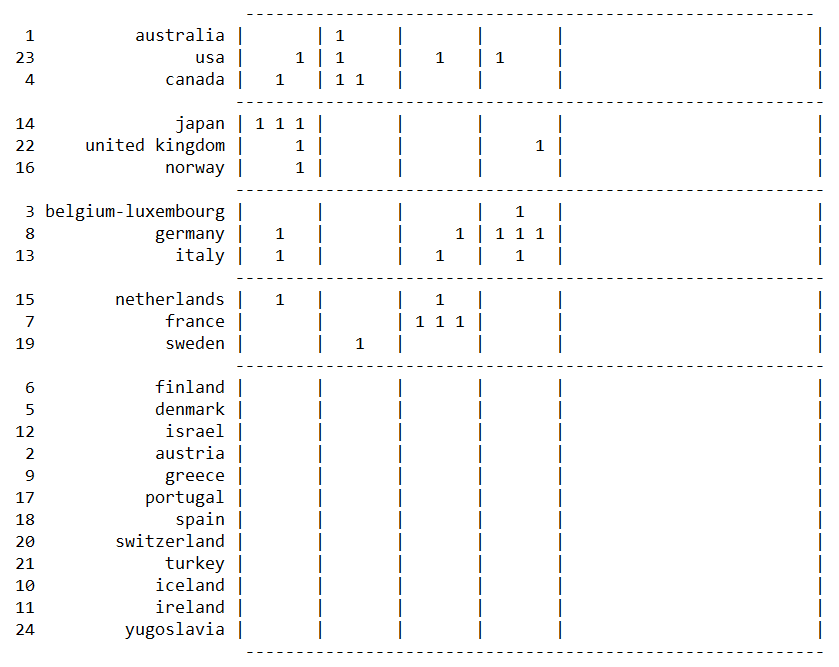 -----------------------------------------------------------
1 australia | | 1 | | | |
23 usa | 1 | 1 | 1 | 1 | |
4 canada | 1 | 1 1 | | | |
-----------------------------------------------------------
14 japan | 1 1 1 | | | | |
22 united kingdom | 1 | | | 1 | |
16 norway | 1 | | | | |
-----------------------------------------------------------
3 belgium-luxembourg | | | | 1 | |
8 germany | 1 | | 1 | 1 1 1 | |
13 italy | 1 | | 1 | 1 | |
-----------------------------------------------------------
15 netherlands | 1 | | 1 | | |
7 france | | | 1 1 1 | | |
19 sweden | | 1 | | | |
-----------------------------------------------------------
6 finland | | | | | |
5 denmark | | | | | |
12 israel | | | | | |
2 austria | | | | | |
9 greece | | | | | |
17 portugal | | | | | |
18 spain | | | | | |
20 switzerland | | | | | |
21 turkey | | | | | |
10 iceland | | | | | |
11 ireland | | | | | |
24 yugoslavia | | | | | |
-----------------------------------------------------------